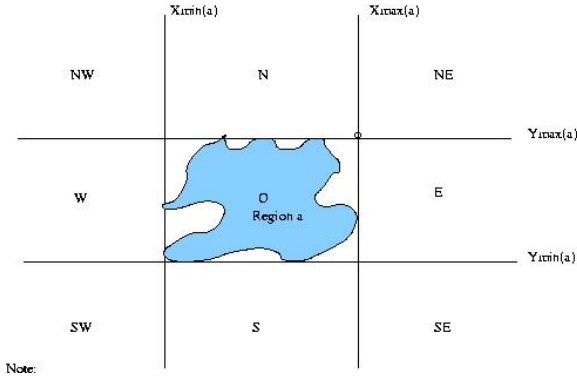 Xmin(a) Xmax(a)
NW N NE
Ymax(a)
W O E
Region a
Ymin(a)
SW S SE
Note: